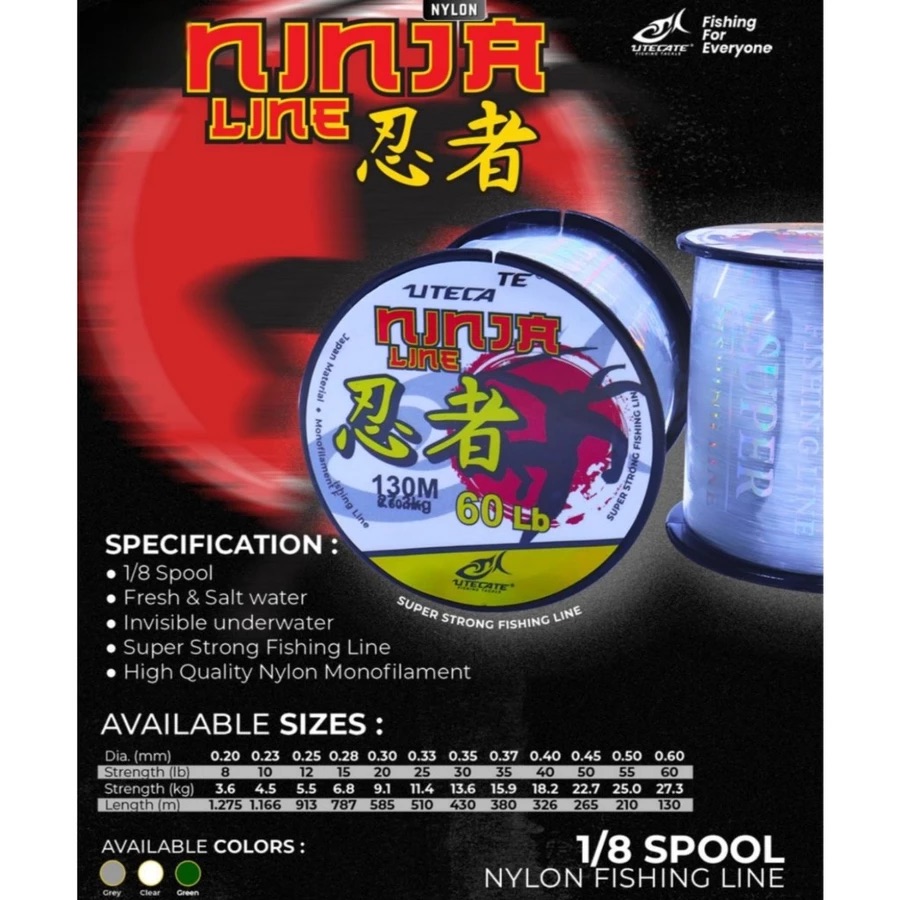 NYLON
NINJA
LINE 忍者
UTECATE®
FISHING TACKLE
Fishing
For
Everyone
UTECATE®
NINJA
LINE
忍者
Japan Material • Monofilament Fishing Line
SUPER STRONG FISHING LINE
130M
60 Lb
UTECATE®
FISHING TACKLE
SUPER STRONG FISHING LINE
SUPER
FISHING LINE
SPECIFICATION :
• 1/8 Spool
• Fresh & Salt water
• Invisible underwater
• Super Strong Fishing Line
• High Quality Nylon Monofilament
AVAILABLE SIZES :
Dia. (mm) 0.20 0.23 0.25 0.28 0.30 0.33 0.35 0.37 0.40 0.45 0.50 0.60
Strength (lb) 8 10 12 15 20 25 30 35 40 50 55 60
Strength (kg) 3.6 4.5 5.5 6.8 9.1 11.4 13.6 15.9 18.2 22.7 25.0 27.3
Length (m) 1.275 1.166 913 787 585 510 430 380 326 265 210 130
AVAILABLE COLORS :
Grey Clear Green
1/8 SPOOL
NYLON FISHING LINE